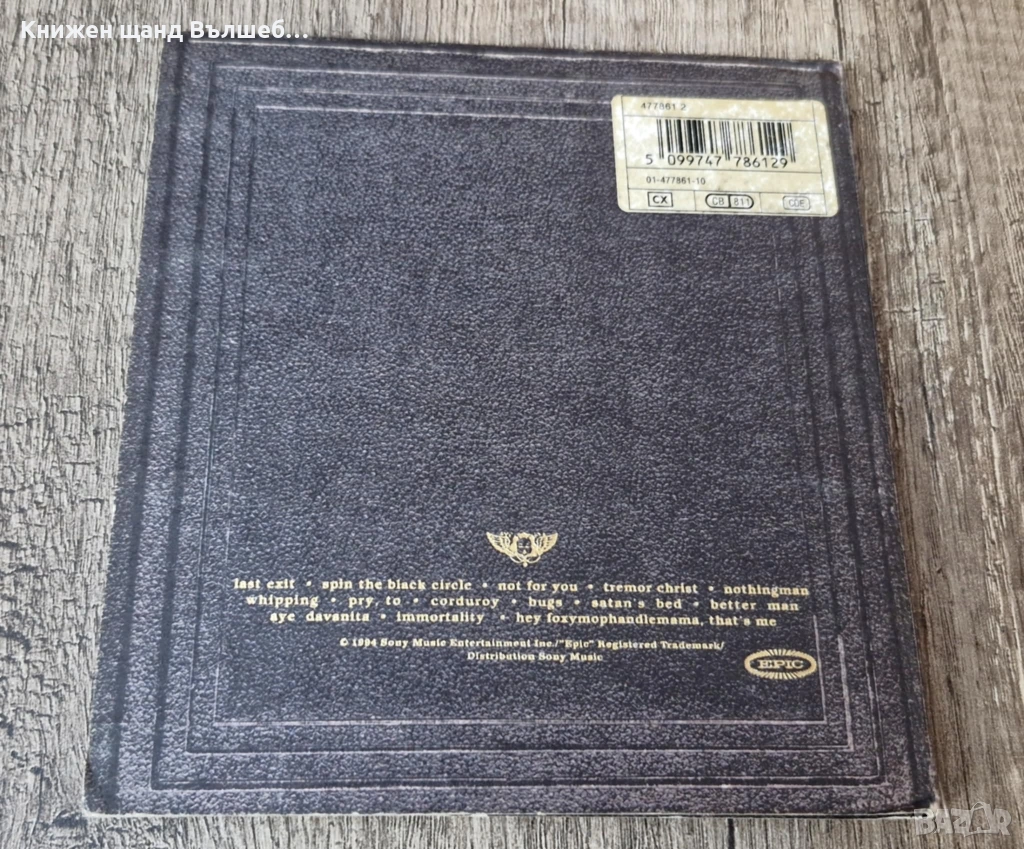 Книжен щанд Вълшеб...
477861 2
5 099747 786129
01-477861-10
CX CB 811 CDE
last exit • spin the black circle • not for you • tremor christ • nothingman
whipping • pry, to • corduroy • bugs • satan's bed • better man
aye davanita • immortality • hey foxymophandlemama, that's me
© 1994 Sony Music Entertainment Inc./"Epic" Registered Trademark/
Distribution Sony Music
EPIC
BAZAR